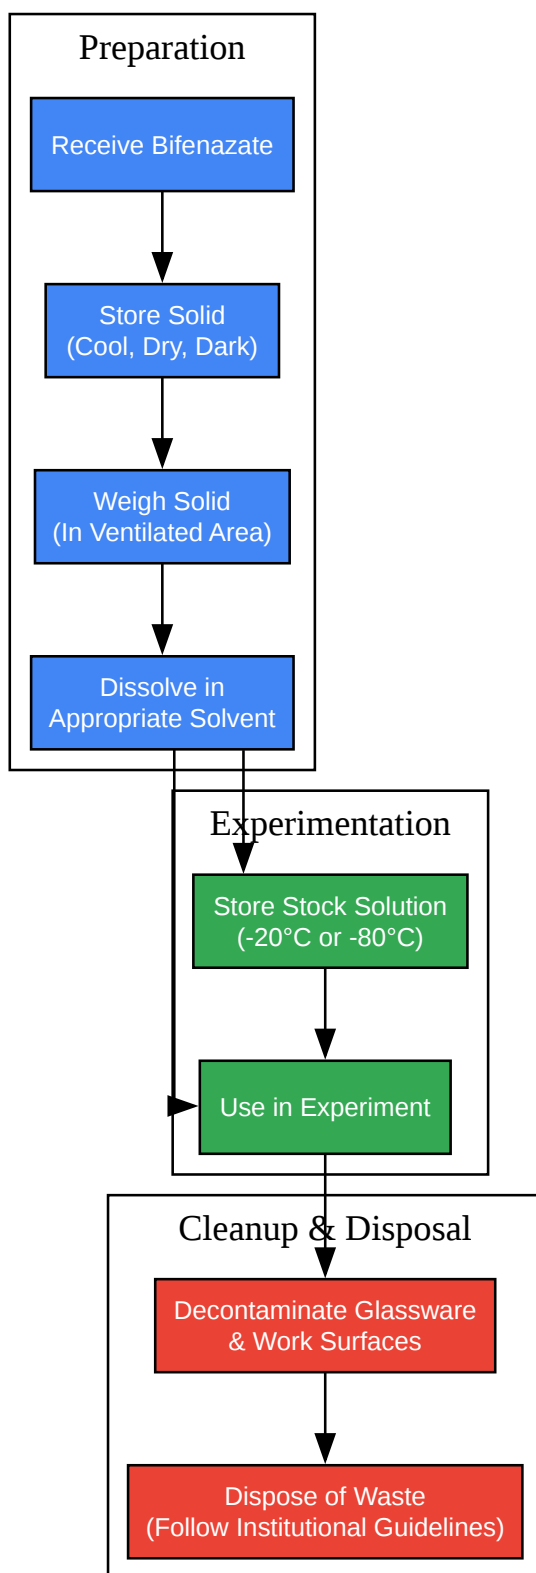 Preparation
Receive Bifenazate
Store Solid
(Cool, Dry, Dark)
Weigh Solid
(In Ventilated Area)
Dissolve in
Appropriate Solvent
Experimentation
Store Stock Solution
(-20°C or -80°C)
Use in Experiment
Cleanup & Disposal
Decontaminate Glassware
& Work Surfaces
Dispose of Waste
(Follow Institutional Guidelines)